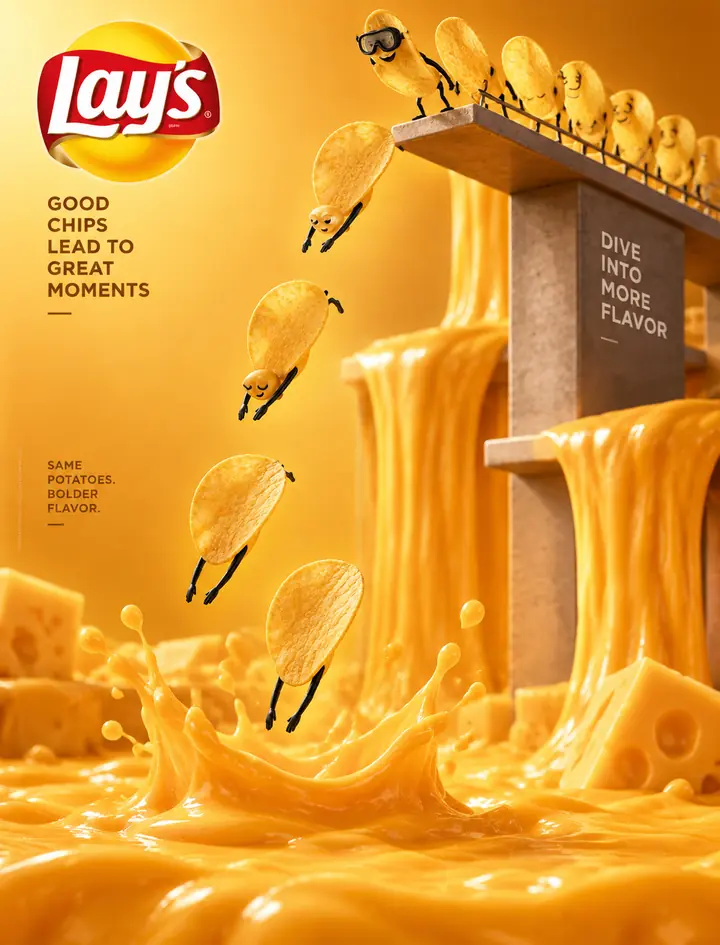 Lay's
GOOD
CHIPS
LEAD TO
GREAT
MOMENTS
DIVE
INTO
MORE
FLAVOR
SAME
POTATOES.
BOLDER
FLAVOR.